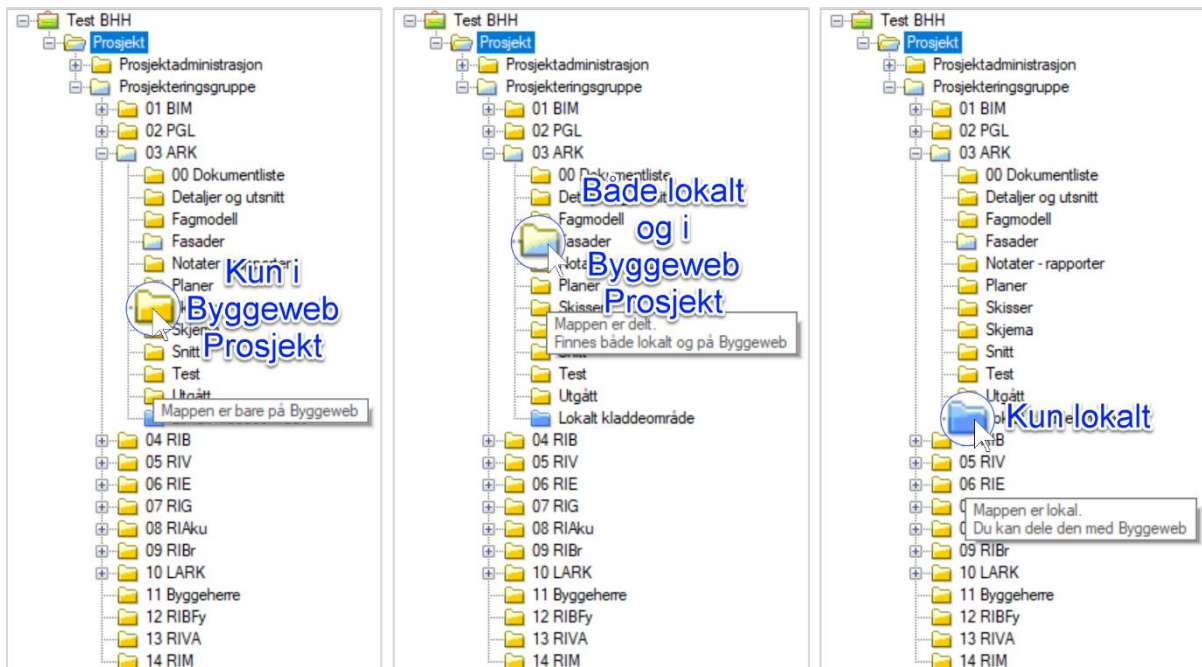 Test BHH
Prosjekt
Prosjektadministrasjon
Prosjekteringsgruppe
01 BIM
02 PGL
03 ARK
00 Dokumentliste
Detaljer og utsnitt
Fagmodell
Fasader
Notater - rapporter
Planer
Skjema
Snitt
Test
Utgått
Kun i
Byggeweb
Prosjekt
Mappen er bare på Byggeweb
04 RIB
05 RIV
06 RIE
07 RIG
08 RIAku
09 RIBr
10 LARK
11 Byggeherre
12 RIBFy
13 RIVA
14 RIM
Test BHH
Prosjekt
Prosjektadministrasjon
Prosjekteringsgruppe
01 BIM
02 PGL
03 ARK
00 Dokumentliste
Fagmodell
Fasader
Planer
Skisser
Både lokalt
og i
Byggeweb
Prosjekt
Mappen er delt.
Finnes både lokalt og på Byggeweb
Snitt
Test
Utgått
Lokalt kladdeområde
04 RIB
05 RIV
06 RIE
07 RIG
08 RIAku
09 RIBr
10 LARK
11 Byggeherre
12 RIBFy
13 RIVA
14 RIM
Test BHH
Prosjekt
Prosjektadministrasjon
Prosjekteringsgruppe
01 BIM
02 PGL
03 ARK
00 Dokumentliste
Detaljer og utsnitt
Fagmodell
Fasader
Notater - rapporter
Planer
Skisser
Skjema
Snitt
Test
Utgått
Kun lokalt
05 RIV
06 RIE
Mappen er lokal.
Du kan dele den med Byggeweb
09 RIBr
10 LARK
11 Byggeherre
12 RIBFy
13 RIVA
14 RIM